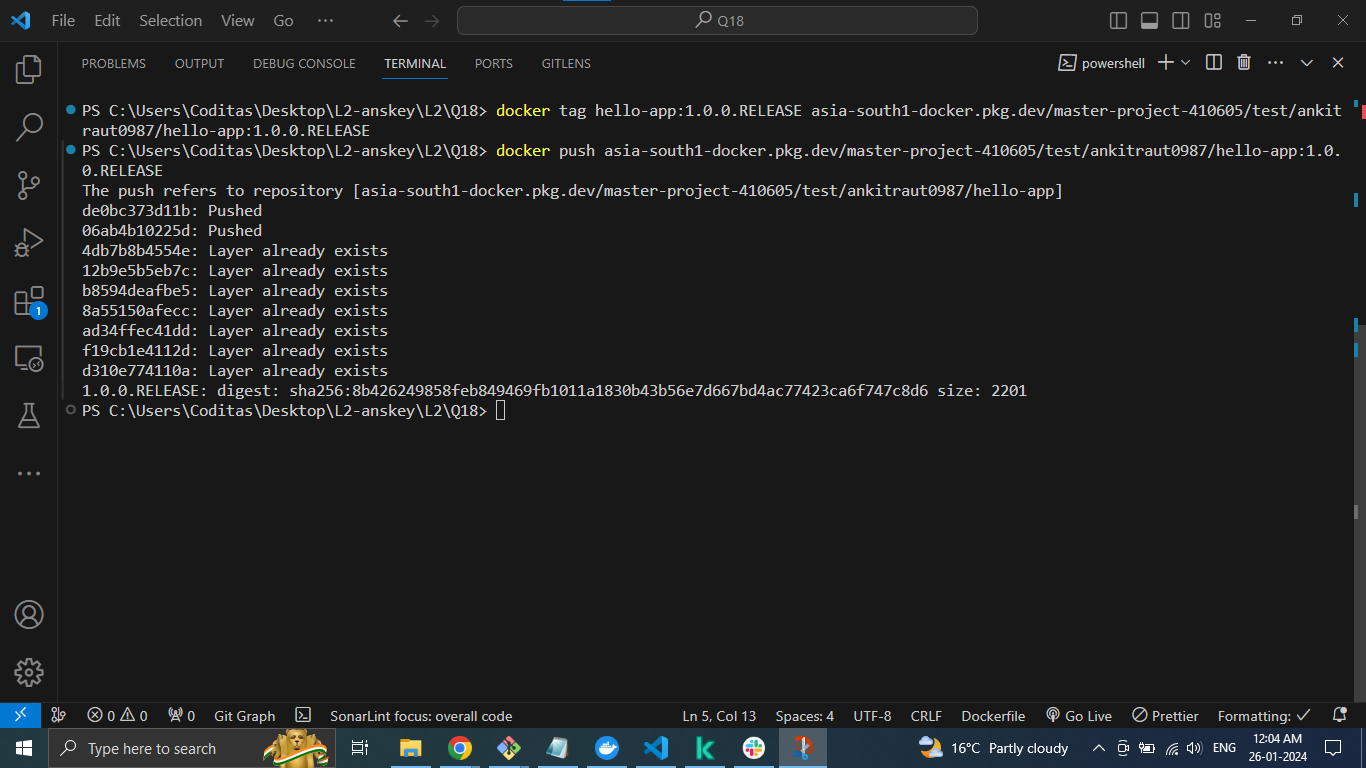 File Edit Selection View Go ··· Q18
PROBLEMS OUTPUT DEBUG CONSOLE TERMINAL PORTS GITLENS powershell
PS C:\Users\Coditas\Desktop\L2-anskey\L2\Q18> docker tag hello-app:1.0.0.RELEASE asia-south1-docker.pkg.dev/master-project-410605/test/ankit
raut0987/hello-app:1.0.0.RELEASE
PS C:\Users\Coditas\Desktop\L2-anskey\L2\Q18> docker push asia-south1-docker.pkg.dev/master-project-410605/test/ankitraut0987/hello-app:1.0.
0.RELEASE
The push refers to repository [asia-south1-docker.pkg.dev/master-project-410605/test/ankitraut0987/hello-app]
de0bc373d11b: Pushed
06ab4b10225d: Pushed
4db7b8b4554e: Layer already exists
12b9e5b5eb7c: Layer already exists
b8594deafbe5: Layer already exists
8a55150afecc: Layer already exists
ad34ffec41dd: Layer already exists
f19cb1e4112d: Layer already exists
d310e774110a: Layer already exists
1.0.0.RELEASE: digest: sha256:8b426249858feb849469fb1011a1830b43b56e7d667bd4ac77423ca6f747c8d6 size: 2201
PS C:\Users\Coditas\Desktop\L2-anskey\L2\Q18>
1
0 0 0 Git Graph SonarLint focus: overall code Ln 5, Col 13 Spaces: 4 UTF-8 CRLF Dockerfile Go Live Prettier Formatting:
Type here to search 16°C Partly cloudy ENG 12:04 AM
26-01-2024